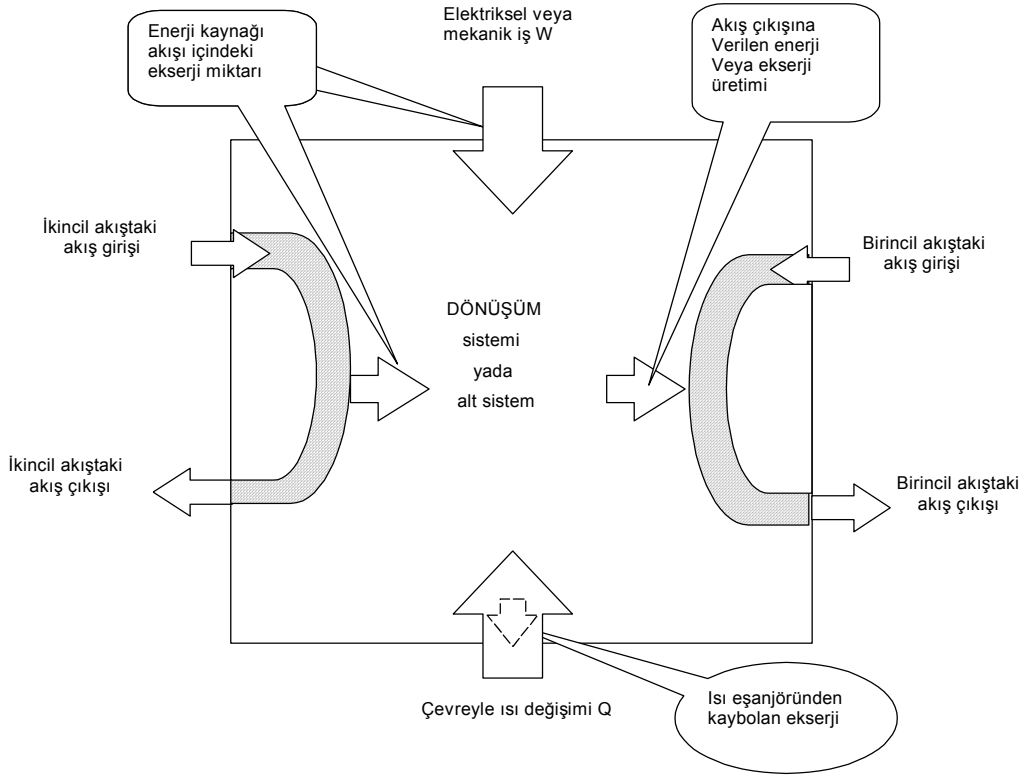 Enerji kaynağı
akışı içindeki
ekserji miktarı
Elektriksel veya
mekanik iş W
Akış çıkışına
Verilen enerji
Veya ekserji
üretimi
İkincil akıştaki
akış girişi
Birincil akıştaki
akış girişi
DÖNÜŞÜM
sistemi
yada
alt sistem
İkincil akıştaki
akış çıkışı
Birincil akıştaki
akış çıkışı
Çevreyle ısı değişimi Q
Isı eşanjöründen
kaybolan ekserji